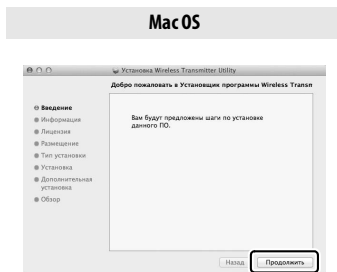 Mac OS
Установка Wireless Transmitter Utility
Добро пожаловать в Установщик программы Wireless Transm
Введение
Информация
Лицензия
Размещение
Тип установки
Установка
Дополнительная
установка
Обзор
Вам будут предложены шаги по установке
данного ПО.
Назад
Продолжить